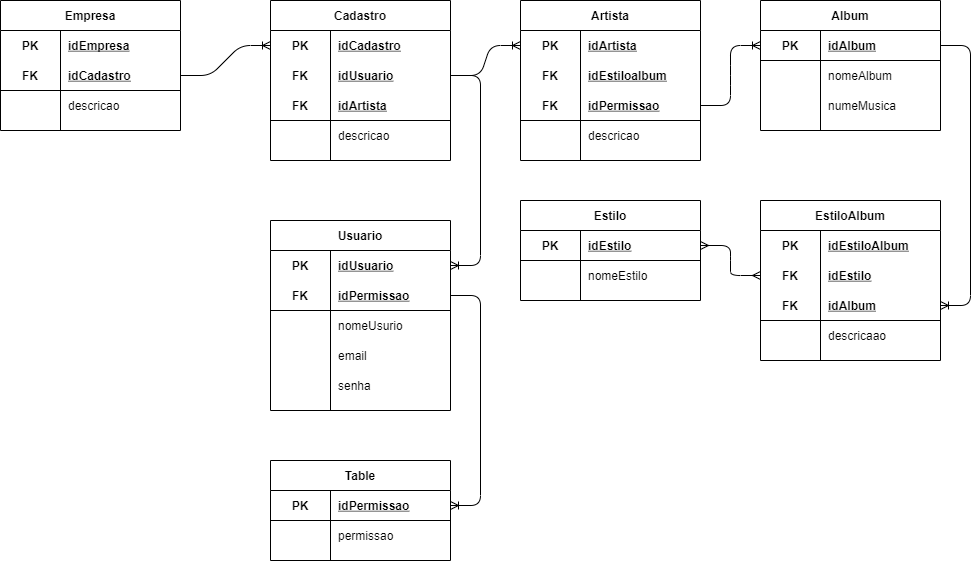 Empresa
PK idEmpresa
FK idCadastro
descricao
Cadastro
PK idCadastro
FK idUsuario
FK idArtista
descricao
Artista
PK idArtista
FK idEstiloalbum
FK idPermissao
descricao
Album
PK idAlbum
nomeAlbum
numeMusica
Usuario
PK idUsuario
FK idPermissao
nomeUsurio
email
senha
Estilo
PK idEstilo
nomeEstilo
EstiloAlbum
PK idEstiloAlbum
FK idEstilo
FK idAlbum
descricaao
Table
PK idPermissao
permissao